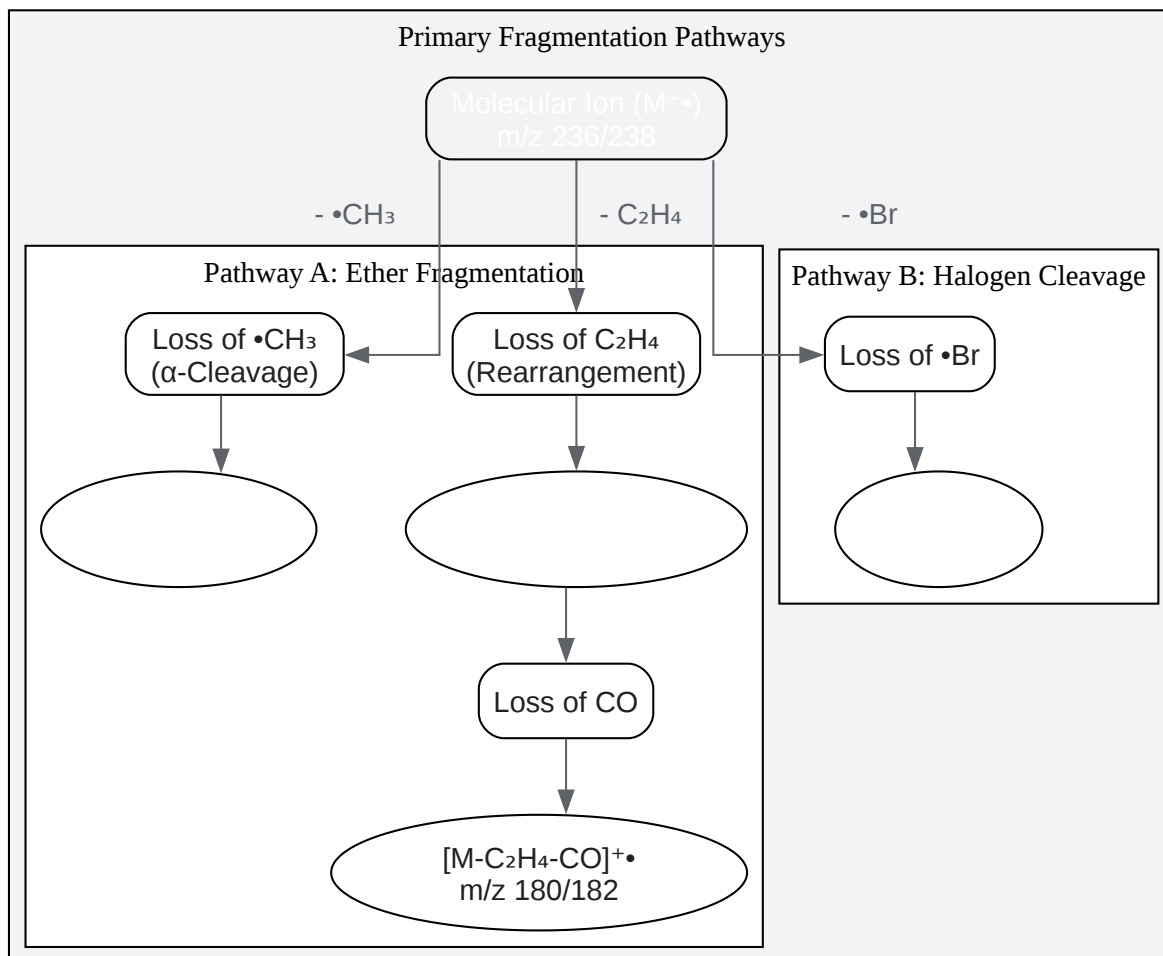 Primary Fragmentation Pathways
Molecular Ion (M⁺•)
m/z 236/238
- •CH₃
- C₂H₄
- •Br
Pathway A: Ether Fragmentation
Pathway B: Halogen Cleavage
Loss of •CH₃
(α-Cleavage)
Loss of C₂H₄
(Rearrangement)
Loss of •Br
Loss of CO
[M-C₂H₄-CO]⁺•
m/z 180/182